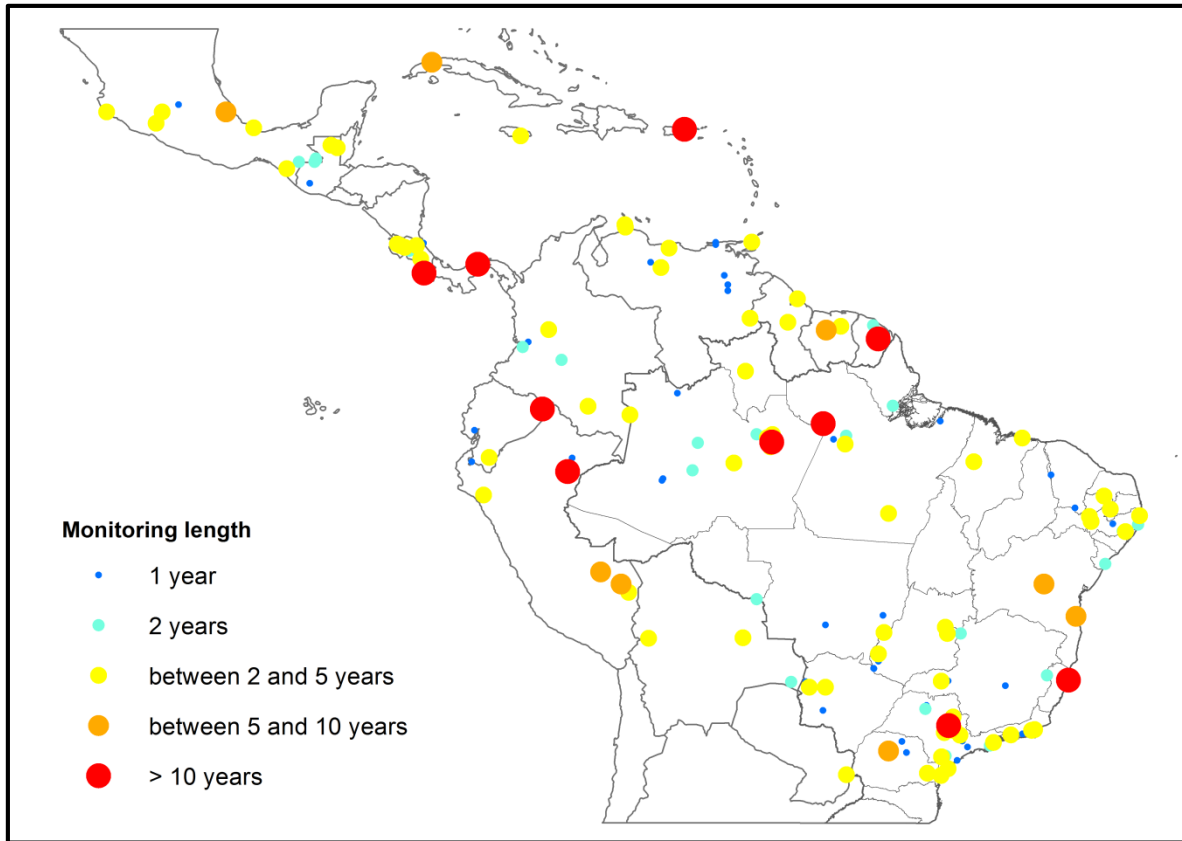 Monitoring length
1 year
2 years
between 2 and 5 years
between 5 and 10 years
> 10 years